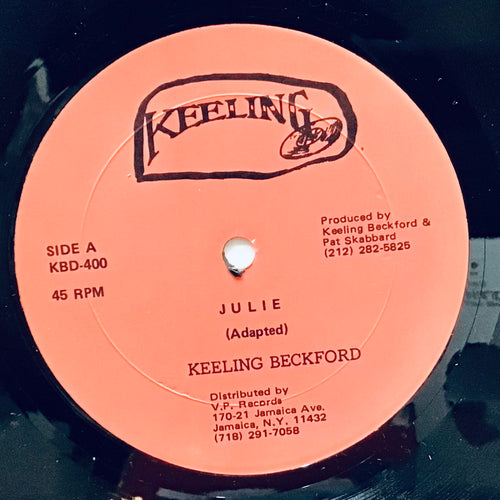 KEELING
SIDE A
KBD-400
45 RPM
Produced by
Keeling Beckford &
Pat Skabbard
(212) 282-5825
JULIE
(Adapted)
KEELING BECKFORD
Distributed by
V.P. Records
170-21 Jamaica Ave.
Jamaica, N.Y. 11432
(718) 291-7058